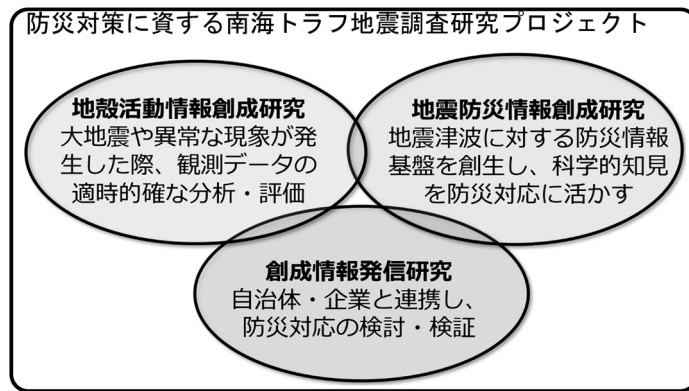 防災対策に資する南海トラフ地震調査研究プロジェクト
地殻活動情報創成研究
大地震や異常な現象が発
生した際、観測データの
適時的確な分析・評価
地震防災情報創成研究
地震津波に対する防災情報
基盤を創生し、科学的知見
を防災対応に活かす
創成情報発信研究
自治体・企業と連携し、
防災対応の検討・検証